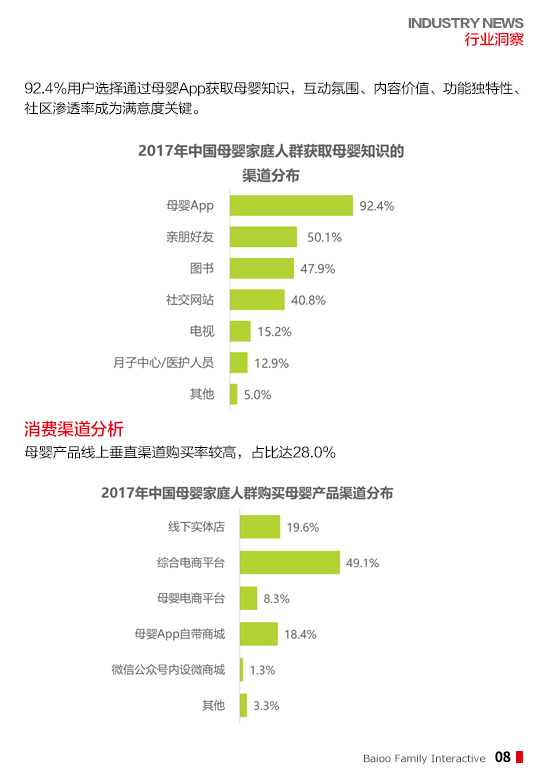 INDUSTRY NEWS
行业洞察
92.4%用户选择通过母婴App获取母婴知识，互动氛围、内容价值、功能独特性、
社区渗透率成为满意度关键。
2017年中国母婴家庭人群获取母婴知识的
渠道分布
母婴App 92.4%
亲朋好友 50.1%
图书 47.9%
社交网站 40.8%
电视 15.2%
月子中心/医护人员 12.9%
其他 5.0%
消费渠道分析
母婴产品线上垂直渠道购买率较高，占比达28.0%
2017年中国母婴家庭人群购买母婴产品渠道分布
线下实体店 19.6%
综合电商平台 49.1%
母婴电商平台 8.3%
母婴App自带商城 18.4%
微信公众号内设微商城 1.3%
其他 3.3%
Baioo Family Interactive 08